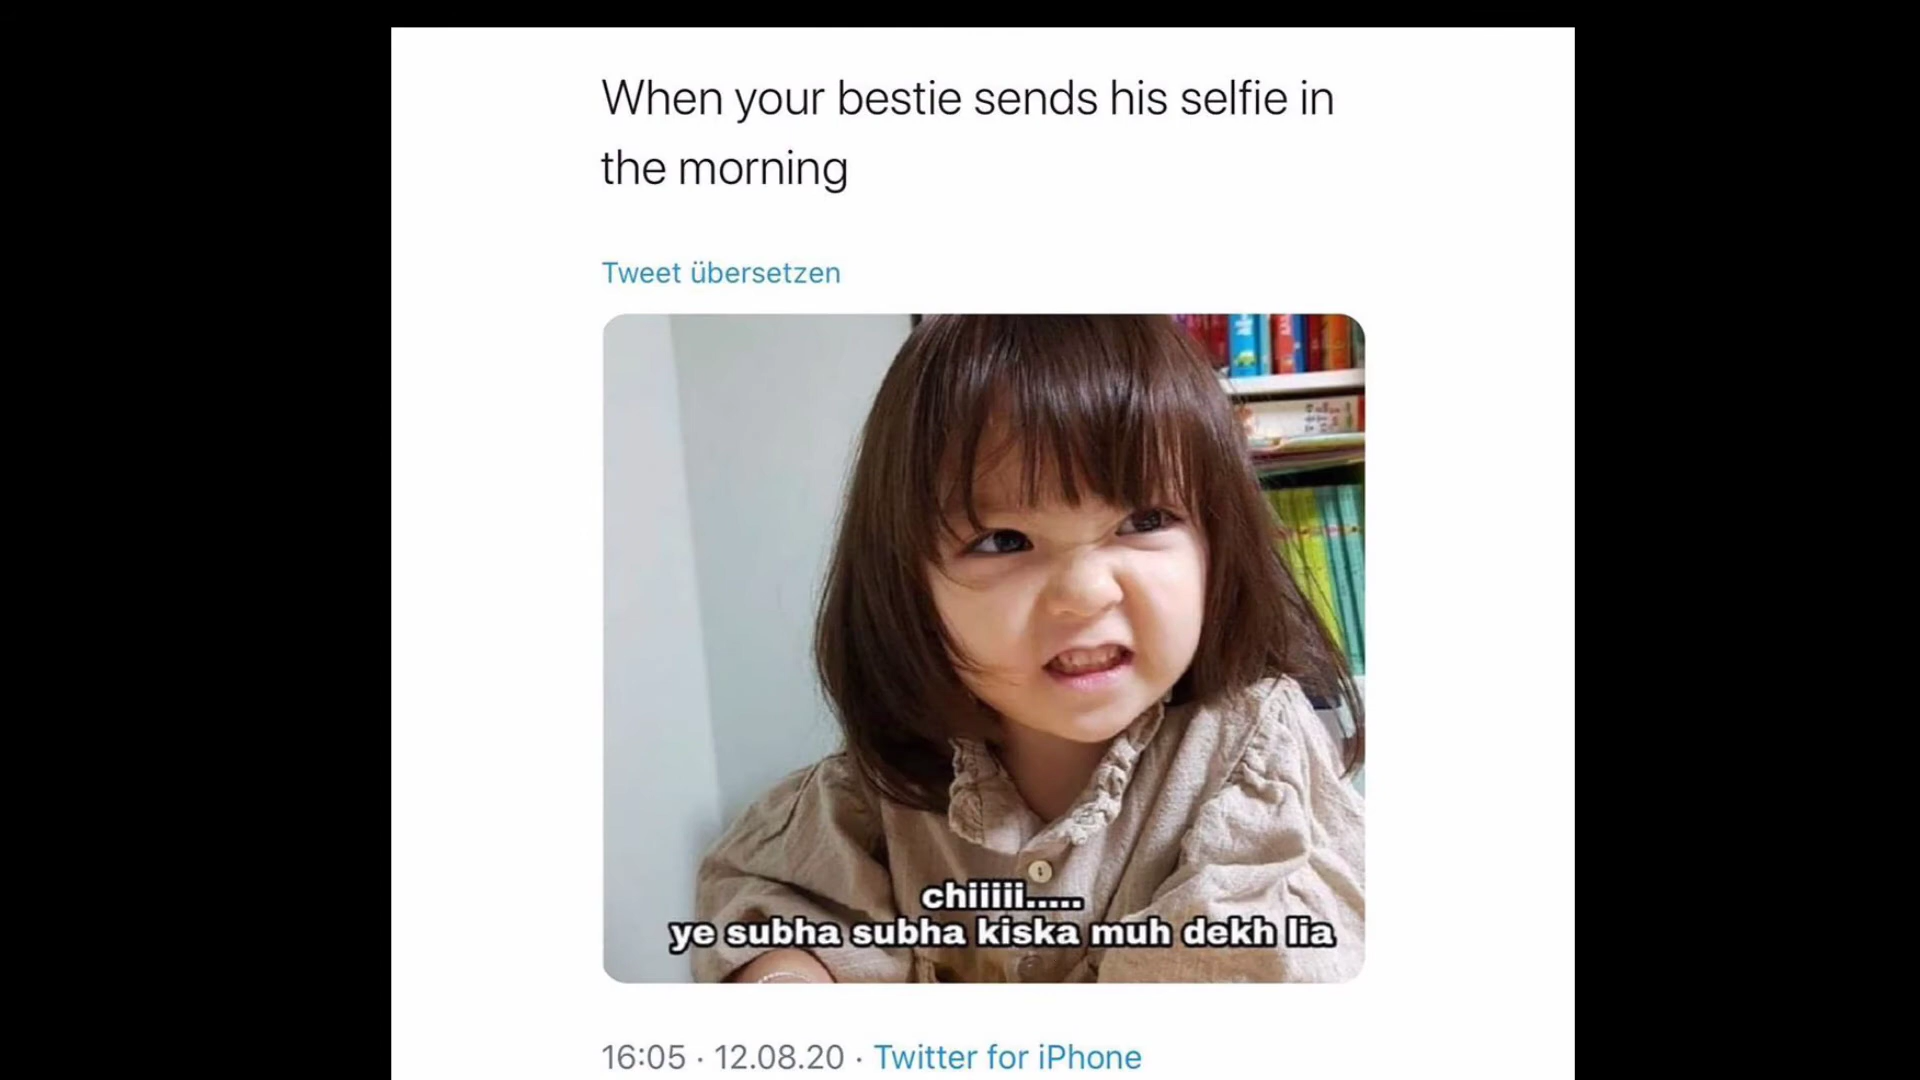 When your bestie sends his selfie in
the morning
Tweet übersetzen
chiiiii.....
ye subha subha kiska muh dekh lia
16:05 · 12.08.20 · Twitter for iPhone